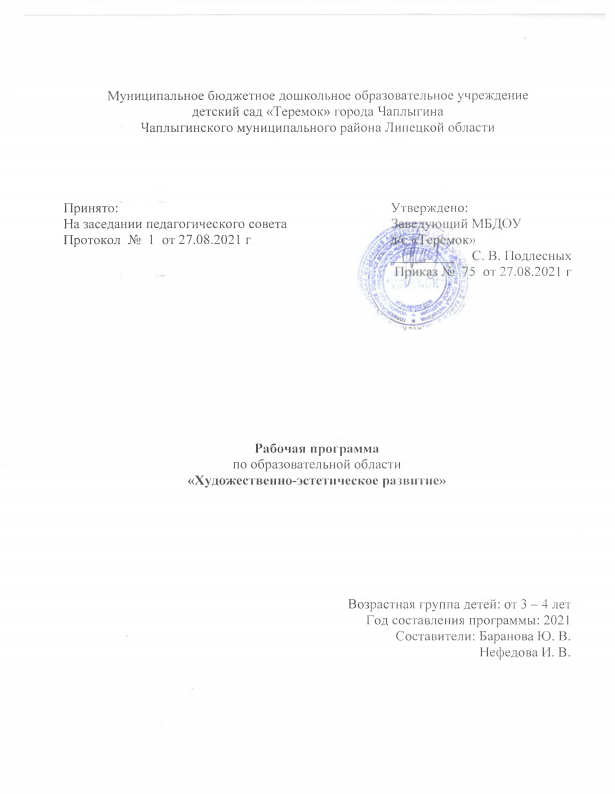 Муниципальное бюджетное дошкольное образовательное учреждение
детский сад «Теремок» города Чаплыгина
Чаплыгинского муниципального района Липецкой области
Принято:
На заседании педагогического совета
Протокол № 1 от 27.08.2021 г
Утверждено:
Заведующий МБДОУ
д/с «Теремок»
С. В. Подлесных
Приказ № 75 от 27.08.2021 г
Рабочая программа
по образовательной области
«Художественно-эстетическое развитие»
Возрастная группа детей: от 3 – 4 лет
Год составления программы: 2021
Составители: Баранова Ю. В.
Нефедова И. В.